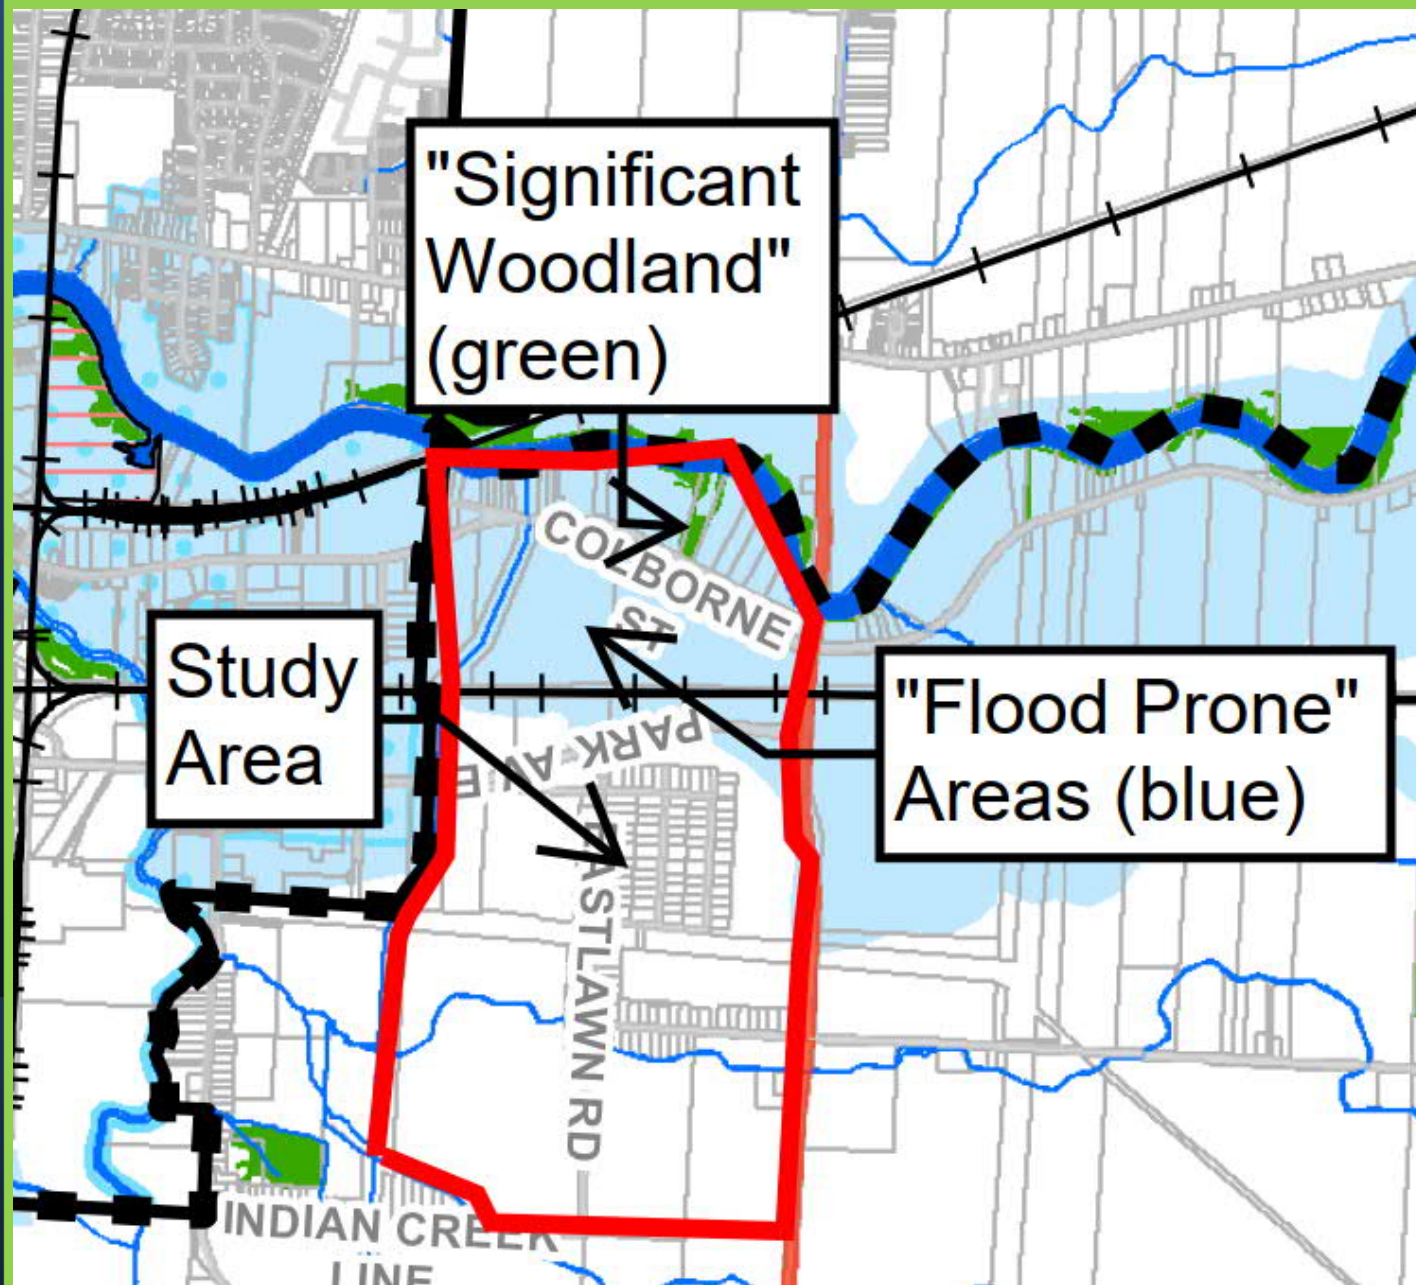 "Significant
Woodland"
(green)
COLBORNE
ST
Study
Area
"Flood Prone"
Areas (blue)
PARK AVE E
EASTLAWN RD
INDIAN CREEK
LINE